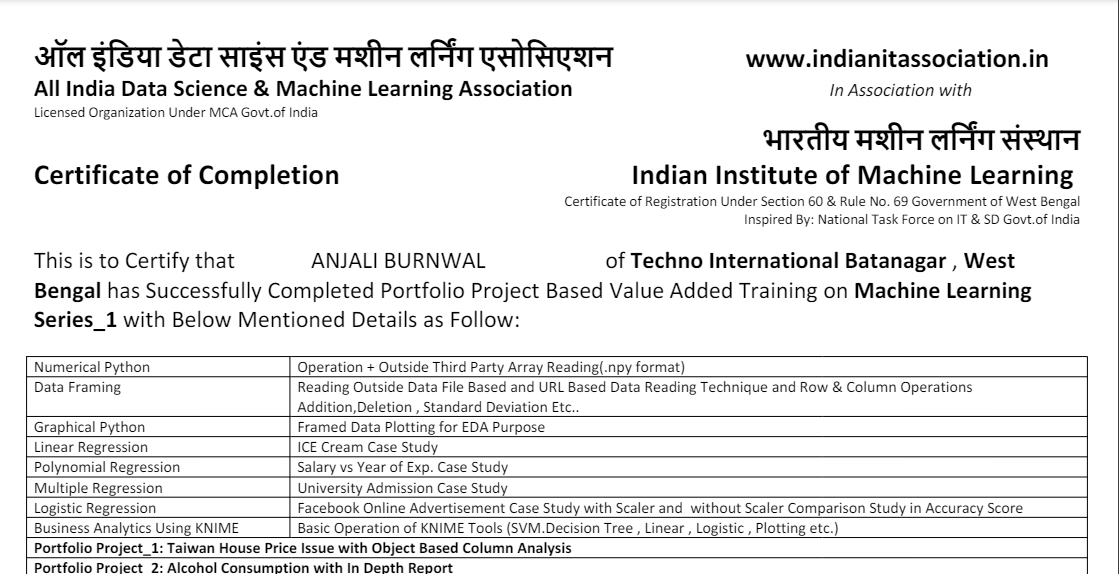 ऑल इंडिया डेटा साइंस एंड मशीन लर्निंग एसोसिएशन
www.indianitassociation.in
All India Data Science & Machine Learning Association
In Association with
Licensed Organization Under MCA Govt.of India
भारतीय मशीन लर्निंग संस्थान
Certificate of Completion
Indian Institute of Machine Learning
Certificate of Registration Under Section 60 & Rule No. 69 Government of West Bengal
Inspired By: National Task Force on IT & SD Govt.of India
This is to Certify that ANJALI BURNWAL of Techno International Batanagar , West
Bengal has Successfully Completed Portfolio Project Based Value Added Training on Machine Learning
Series_1 with Below Mentioned Details as Follow:
Numerical Python Operation + Outside Third Party Array Reading(.npy format)
Data Framing Reading Outside Data File Based and URL Based Data Reading Technique and Row & Column Operations
Addition,Deletion , Standard Deviation Etc..
Graphical Python Framed Data Plotting for EDA Purpose
Linear Regression ICE Cream Case Study
Polynomial Regression Salary vs Year of Exp. Case Study
Multiple Regression University Admission Case Study
Logistic Regression Facebook Online Advertisement Case Study with Scaler and without Scaler Comparison Study in Accuracy Score
Business Analytics Using KNIME Basic Operation of KNIME Tools (SVM.Decision Tree , Linear , Logistic , Plotting etc.)
Portfolio Project_1: Taiwan House Price Issue with Object Based Column Analysis
Portfolio Project_2: Alcohol Consumption with In Depth Report